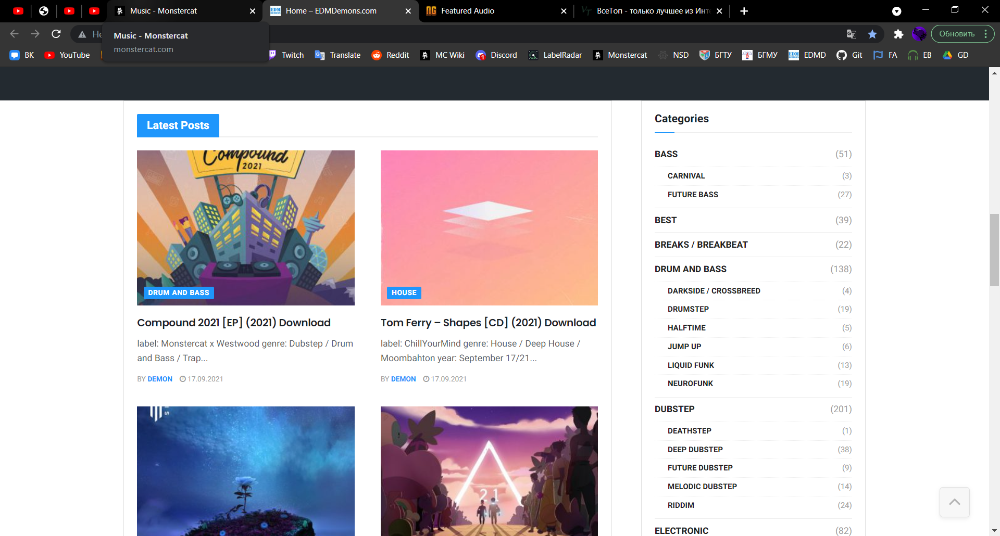 Music - Monstercat
Home – EDMDemons.com
Featured Audio
ВсеТоп - только лучшее из Инте
Не
Обновить
Music - Monstercat
monstercat.com
ВК
YouTube
Twitch
Translate
Reddit
MC Wiki
Discord
LabelRadar
Monstercat
NSD
БГТУ
БГМУ
EDMD
Git
FA
EB
GD
Latest Posts
Compound
2021
DRUM AND BASS
Compound 2021 [EP] (2021) Download
label: Monstercat x Westwood genre: Dubstep / Drum
and Bass / Trap...
BY DEMON 17.09.2021
HOUSE
Tom Ferry – Shapes [CD] (2021) Download
label: ChillYourMind genre: House / Deep House /
Moombahton year: September 17/21...
BY DEMON 17.09.2021
21
Categories
BASS (51)
CARNIVAL (3)
FUTURE BASS (27)
BEST (39)
BREAKS / BREAKBEAT (22)
DRUM AND BASS (138)
DARKSIDE / CROSSBREED (4)
DRUMSTEP (19)
HALFTIME (5)
JUMP UP (6)
LIQUID FUNK (13)
NEUROFUNK (19)
DUBSTEP (201)
DEATHSTEP (1)
DEEP DUBSTEP (38)
FUTURE DUBSTEP (9)
MELODIC DUBSTEP (14)
RIDDIM (24)
ELECTRONIC (82)